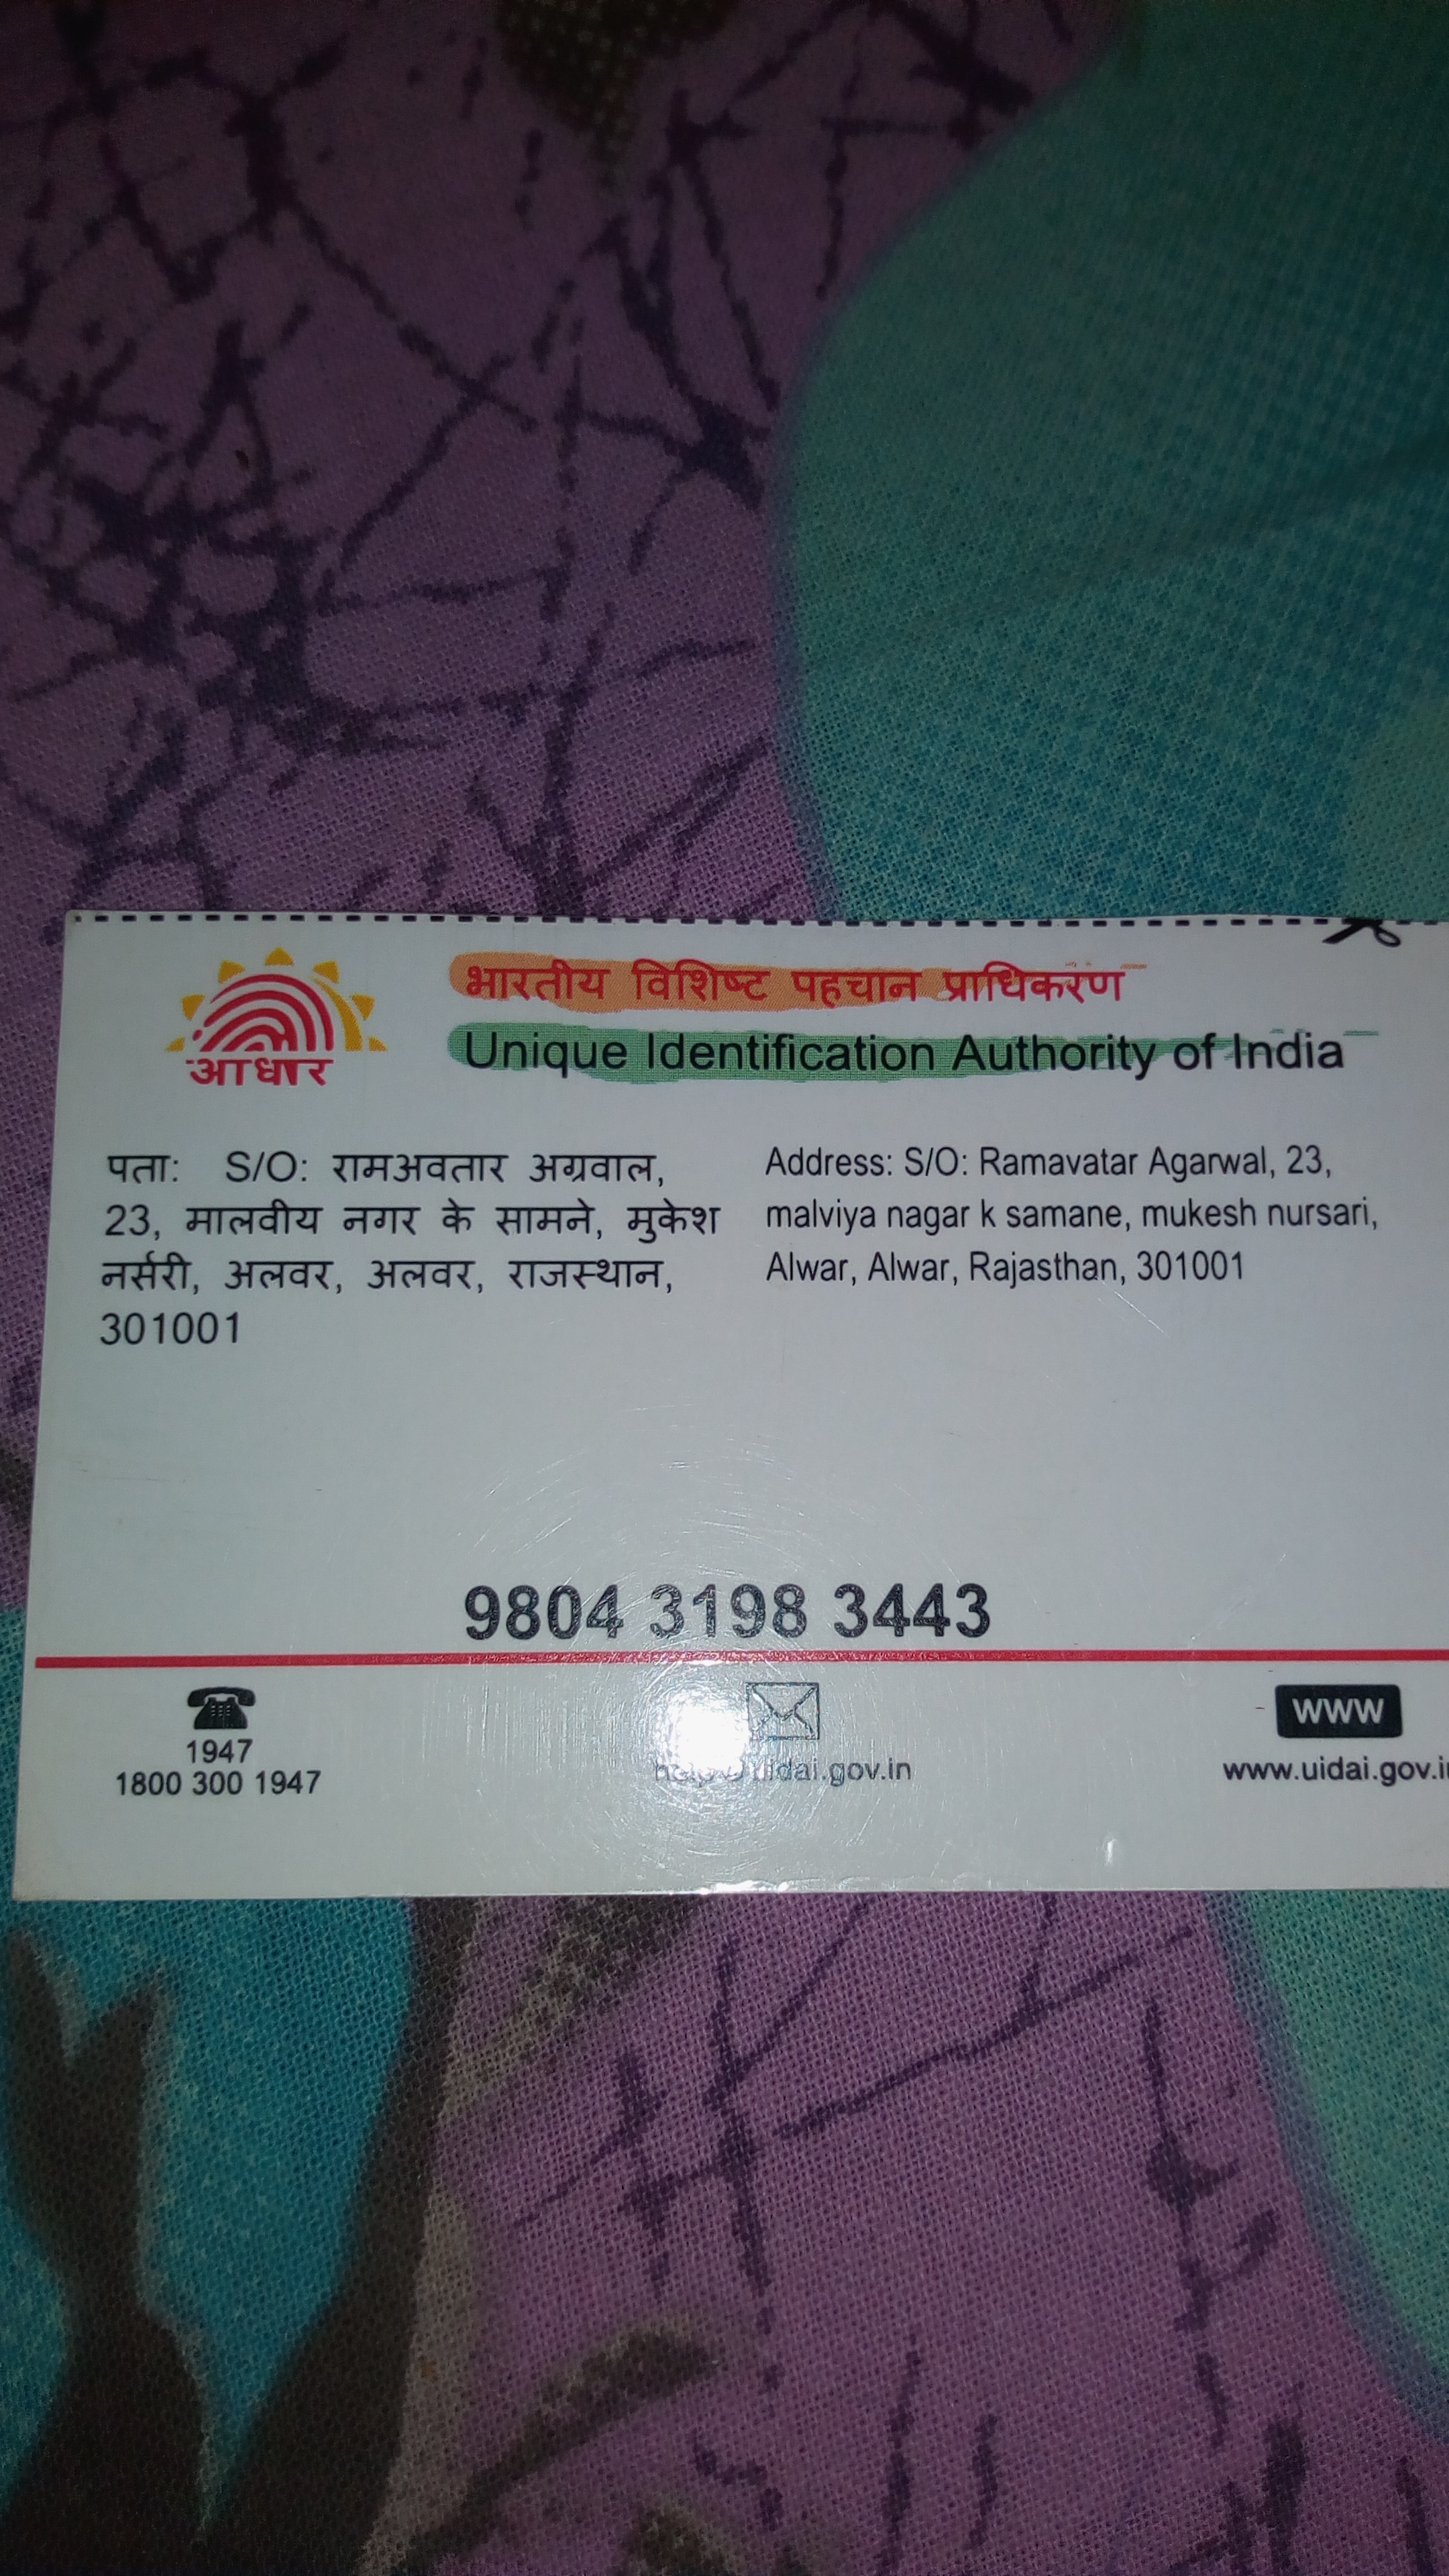 आधार
भारतीय विशिष्ट पहचान प्राधिकरण
Unique Identification Authority of India
पता: S/O: रामअवतार अग्रवाल,
23, मालवीय नगर के सामने, मुकेश
नर्सरी, अलवर, अलवर, राजस्थान,
301001
Address: S/O: Ramavatar Agarwal, 23,
malviya nagar k samane, mukesh nursari,
Alwar, Alwar, Rajasthan, 301001
9804 3198 3443
1947
1800 300 1947
help@uidai.gov.in
WWW
www.uidai.gov.in